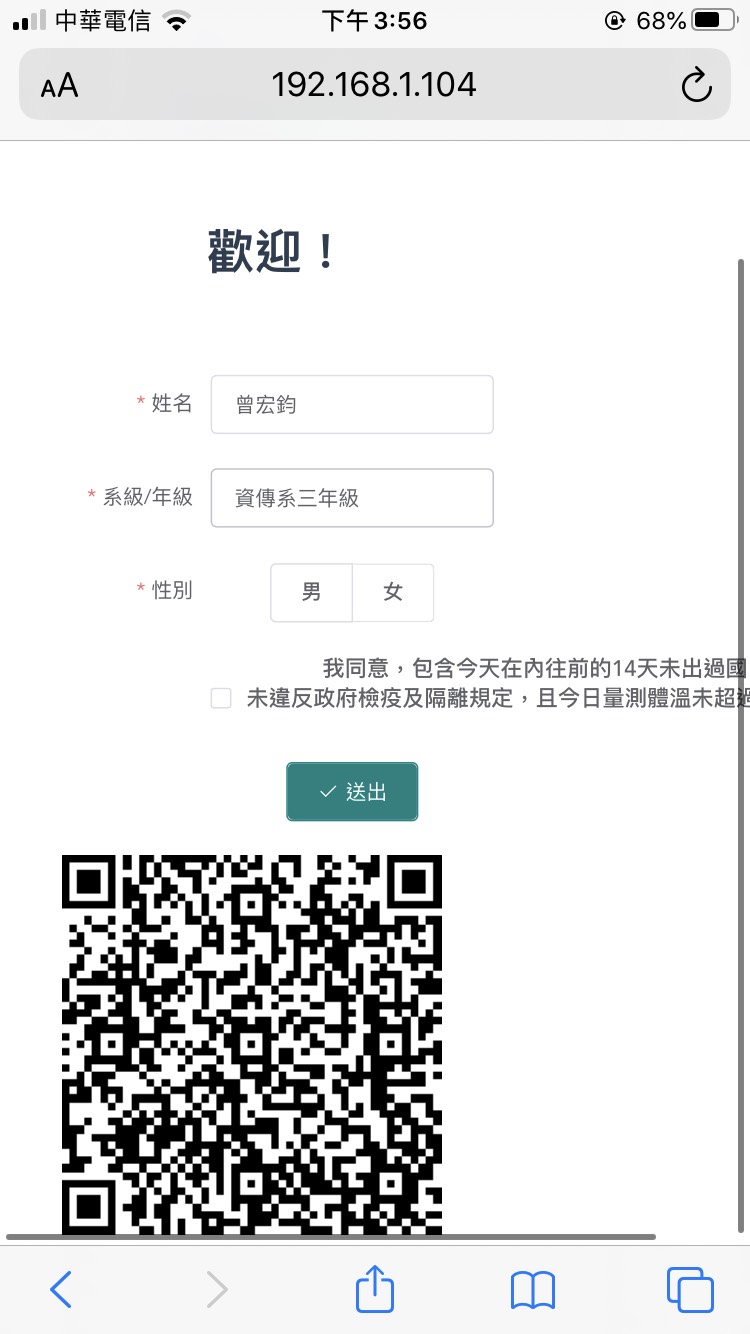 中華電信 下午3:56 68%
AA 192.168.1.104
歡迎！
* 姓名 曾宏鈞
* 系級/年級 資傳系三年級
* 性別 男 女
我同意，包含今天在內往前的14天未出過國
未違反政府檢疫及隔離規定，且今日量測體溫未超過
送出